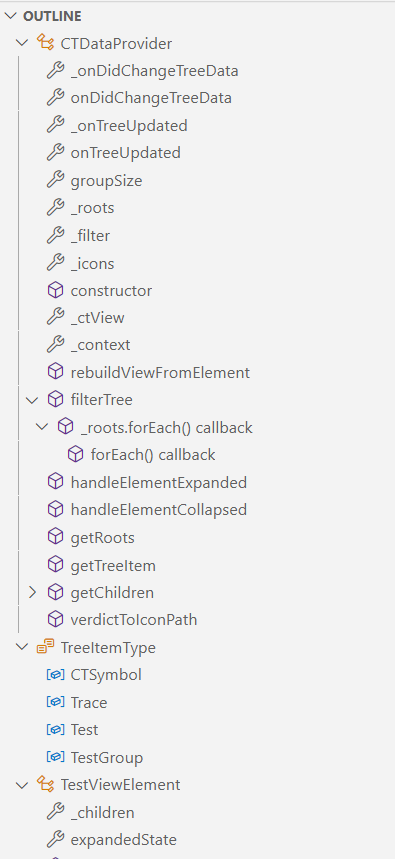 OUTLINE
CTDataProvider
_onDidChangeTreeData
onDidChangeTreeData
_onTreeUpdated
onTreeUpdated
groupSize
_roots
_filter
_icons
constructor
_ctView
_context
rebuildViewFromElement
filterTree
_roots.forEach() callback
forEach() callback
handleElementExpanded
handleElementCollapsed
getRoots
getTreeItem
getChildren
verdictToIconPath
TreeItemType
CTSymbol
Trace
Test
TestGroup
TestViewElement
_children
expandedState